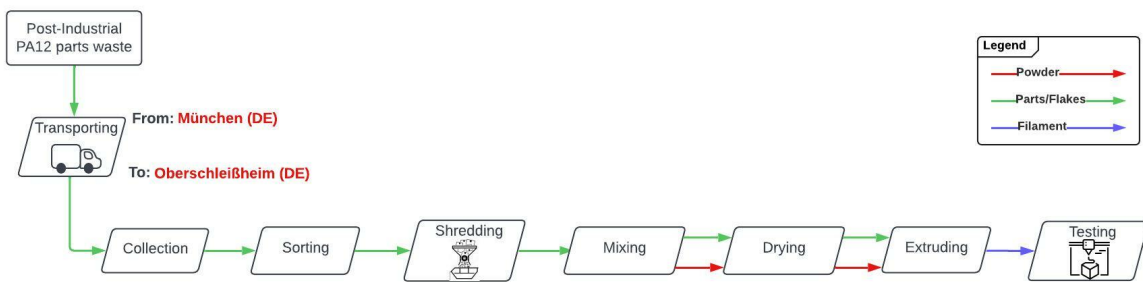 Post-Industrial
PA12 parts waste
Legend
Powder
Parts/Flakes
Filament
Transporting
From: München (DE)
To: Oberschleißheim (DE)
Collection
Sorting
Shredding
Mixing
Drying
Extruding
Testing